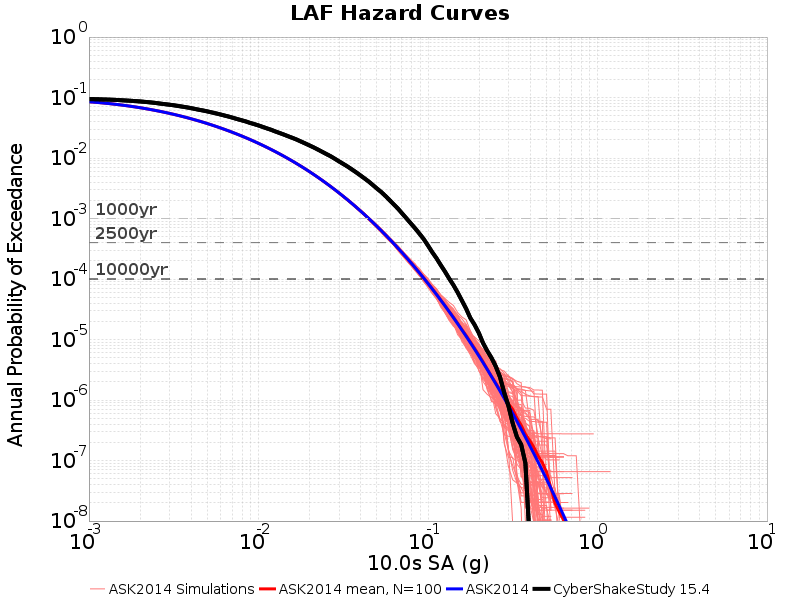 LAF Hazard Curves
Annual Probability of Exceedance
10^0
10^-1
10^-2
10^-3
10^-4
10^-5
10^-6
10^-7
10^-8
1000yr
2500yr
10000yr
10^-3 10^-2 10^-1 10^0 10^1
10.0s SA (g)
ASK2014 Simulations ASK2014 mean, N=100 ASK2014 CyberShakeStudy 15.4